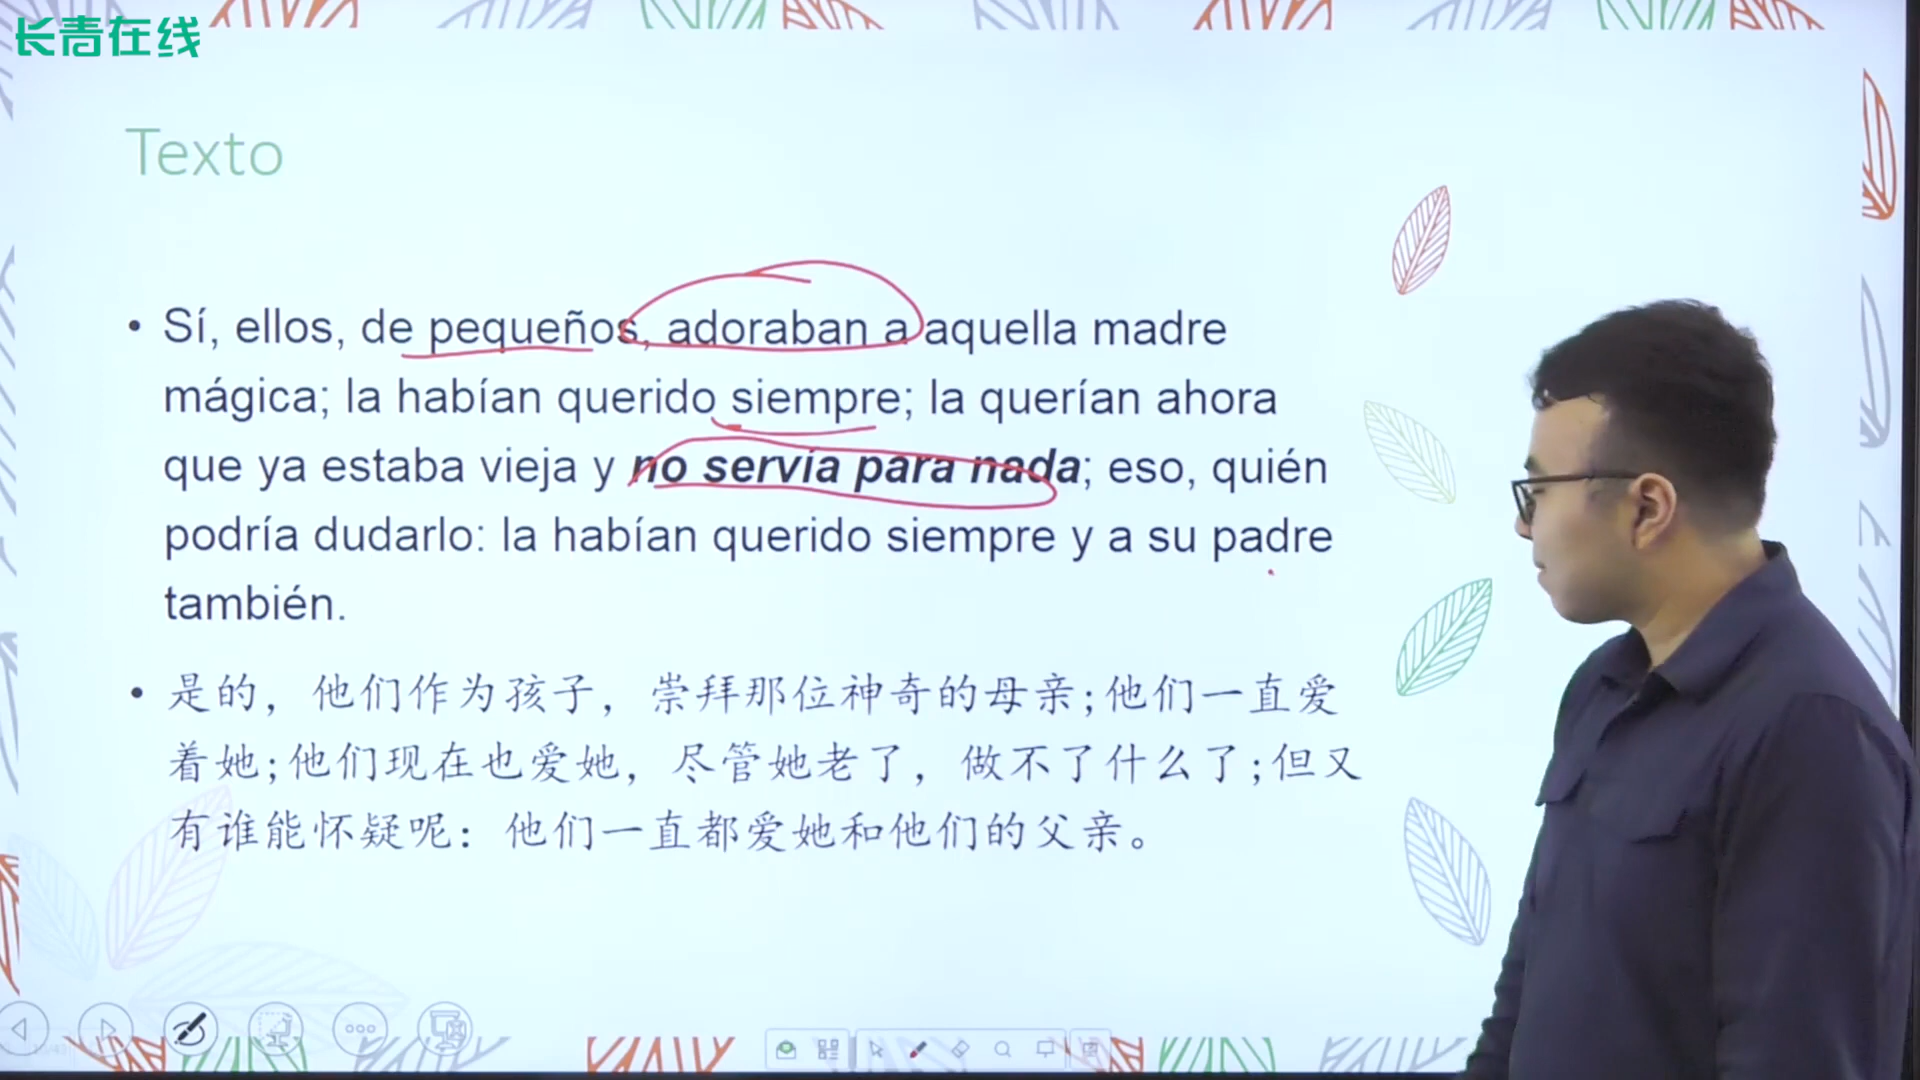 长青在线
Texto
• Sí, ellos, de pequeños, adoraban a aquella madre
mágica; la habían querido siempre; la querían ahora
que ya estaba vieja y no servía para nada; eso, quién
podría dudarlo: la habían querido siempre y a su padre
también.
• 是的，他们作为孩子，崇拜那位神奇的母亲;他们一直爱
着她;他们现在也爱她，尽管她老了，做不了什么了;但又
有谁能怀疑呢：他们一直都爱她和他们的父亲。